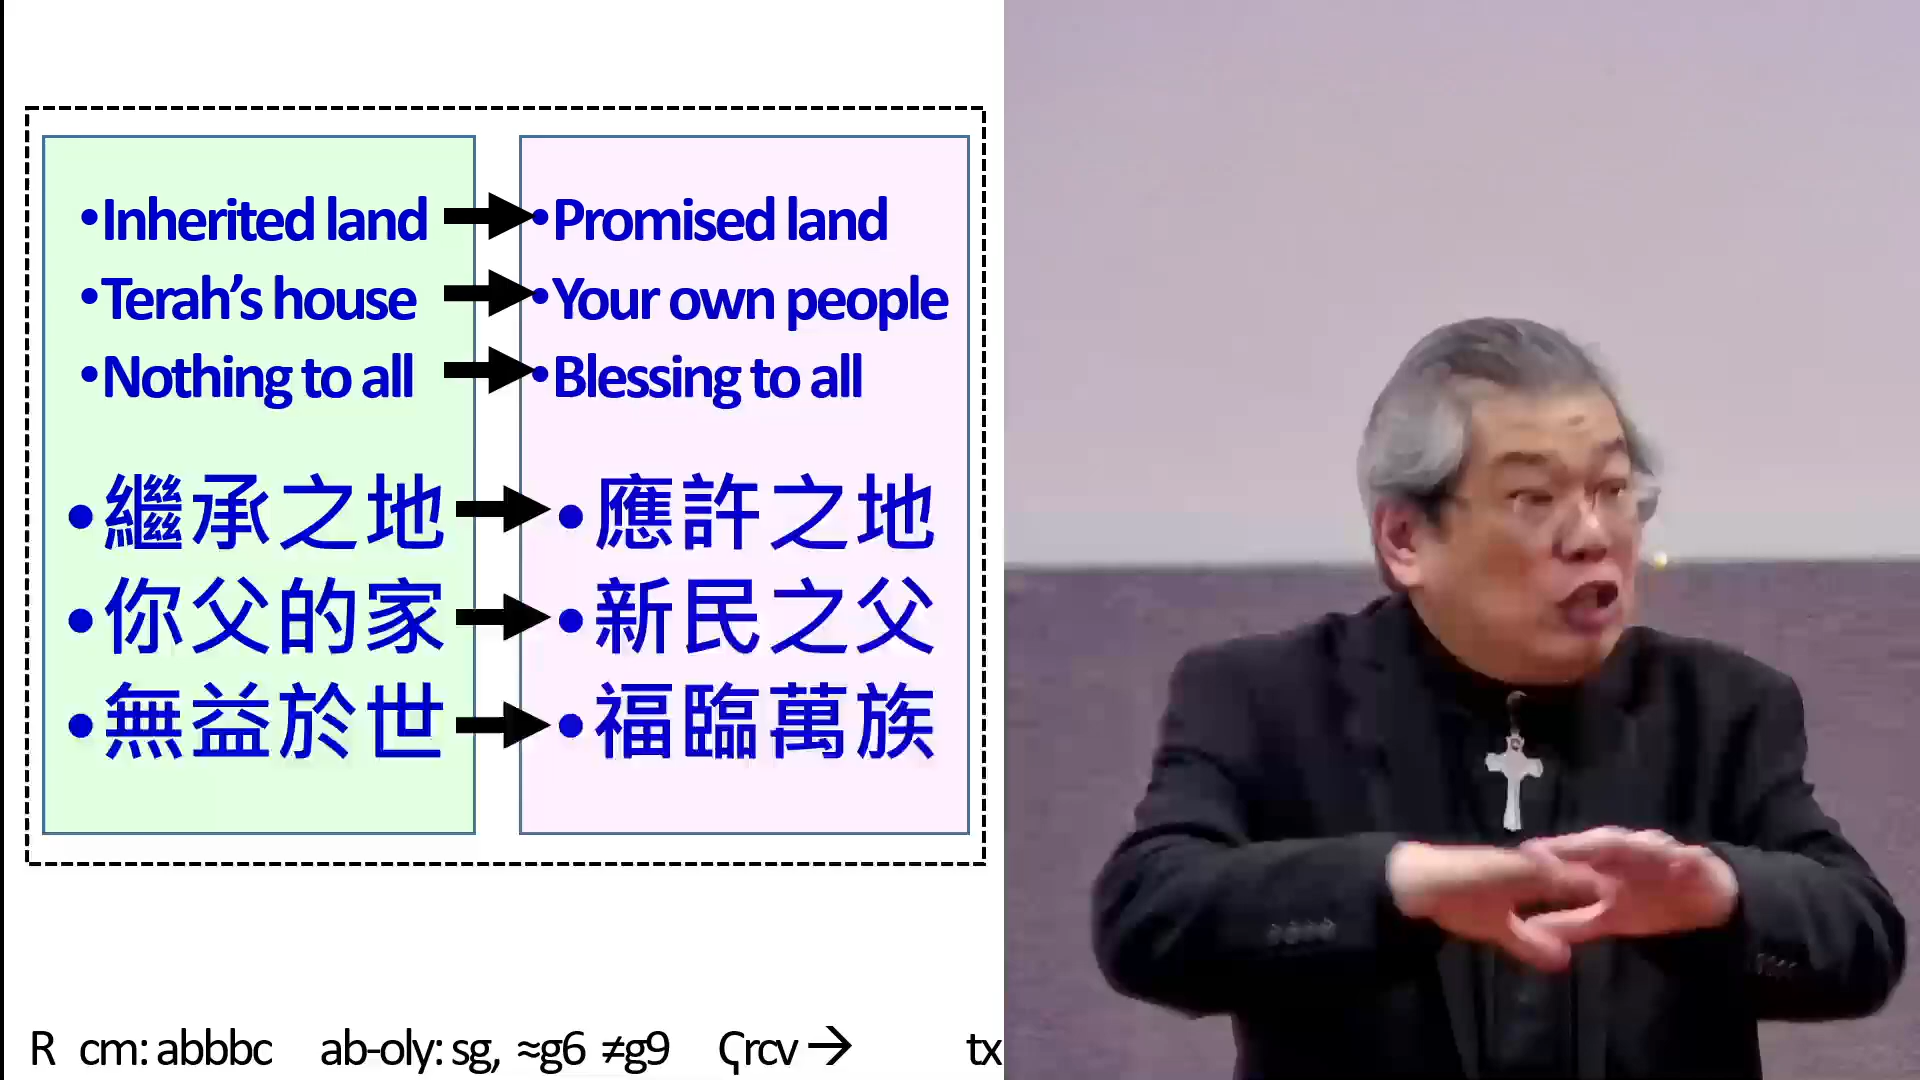 •Inherited land → •Promised land
•Terah's house → •Your own people
•Nothing to all → •Blessing to all
•繼承之地 → •應許之地
•你父的家 → •新民之父
•無益於世 → •福臨萬族
R cm: abbbc ab-oly: sg, ≈g6 ≠g9 Ϛrcv → tx